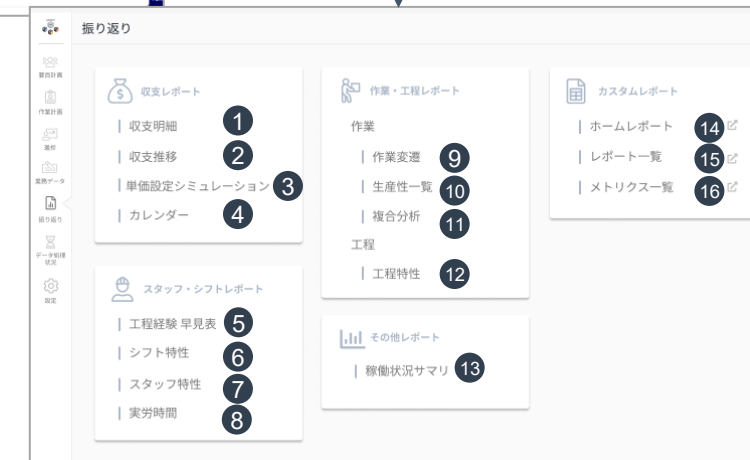 振り返り
要員計画
作業計画
進捗
業務データ
振り返り
データ処理
状況
設定
収支レポート
収支明細 1
収支推移 2
単価設定シミュレーション 3
カレンダー 4
スタッフ・シフトレポート
工程経験 早見表 5
シフト特性 6
スタッフ特性 7
実労時間 8
作業・工程レポート
作業
作業変遷 9
生産性一覧 10
複合分析 11
工程
工程特性 12
その他レポート
稼働状況サマリ 13
カスタムレポート
ホームレポート 14
レポート一覧 15
メトリクス一覧 16